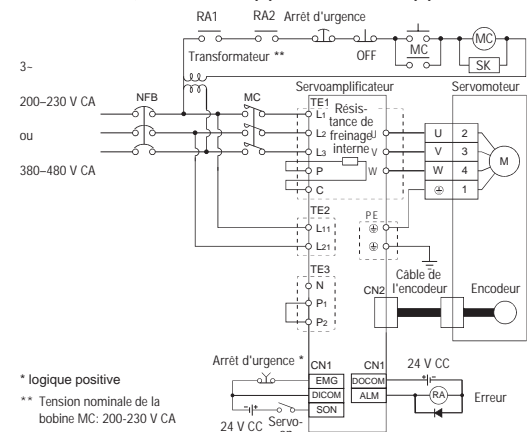 RA1 RA2 Arrêt d'urgence
OFF
MC
MC
SK
Transformateur **
3~
200–230 V CA
ou
380–480 V CA
NFB
MC
Servoamplificateur
Servomoteur
TE1
L1
L2
L3
P
C
Résis-
tance de
freinage
interne
U
V
W
U 2
V 3
W 4
1
M
TE2
L11
L21
PE
TE3
N
P1
P2
Câble de
l'encodeur
Encodeur
CN2
Arrêt d'urgence *
CN1
CN1
24 V CC
EMG
DICOM
SON
DOCOM
ALM
RA
Erreur
24 V CC
Servo-
* logique positive
** Tension nominale de la
bobine MC: 200-230 V CA